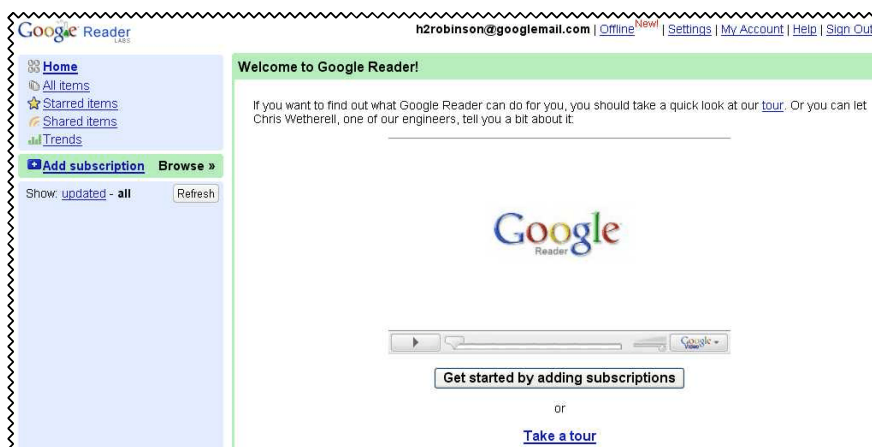 Google Reader
LABS
h2robinson@googlemail.com | Offline New! | Settings | My Account | Help | Sign Out
Home
All items
Starred items
Shared items
Trends
Add subscription Browse »
Show: updated - all Refresh
Welcome to Google Reader!
If you want to find out what Google Reader can do for you, you should take a quick look at our tour. Or you can let
Chris Wetherell, one of our engineers, tell you a bit about it:
Google
Reader
Google
Video
Get started by adding subscriptions
or
Take a tour